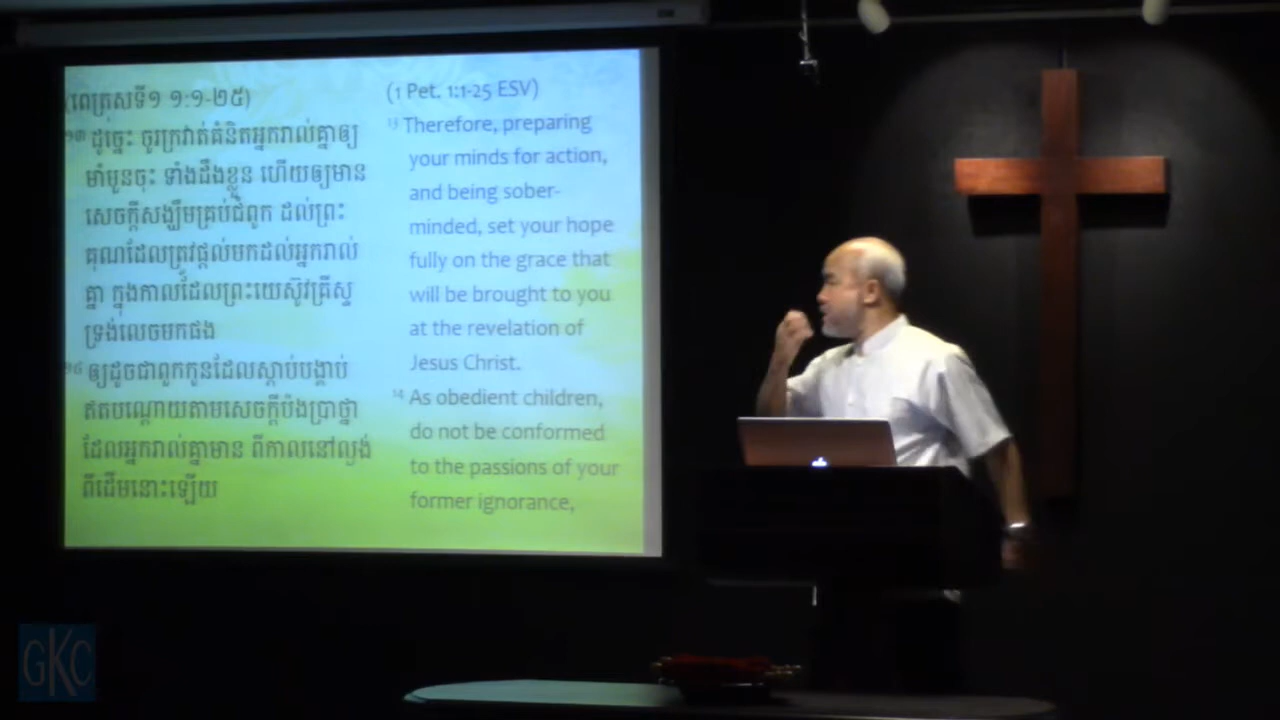 (ពេត្រុសទី១ ១:១-២៥)
១៣ ដូច្នេះ ចូរក្រវាត់គំនិតអ្នករាល់គ្នាឲ្យ
មាំមួនចុះ ទាំងដឹងខ្លួន ហើយឲ្យមាន
សេចក្ដីសង្ឃឹមគ្រប់ជំពូក ដល់ព្រះ
គុណដែលត្រូវផ្តល់មកដល់អ្នករាល់
គ្នា ក្នុងកាលដែលព្រះយេស៊ូវគ្រីស្ទ
ទ្រង់លេចមកផង
១៤ ឲ្យដូចជាពួកកូនដែលស្តាប់បង្គាប់
ឥតបណ្តោយតាមសេចក្ដីប៉ងប្រាថ្នា
ដែលអ្នករាល់គ្នាមាន ពីកាលនៅល្ងង់
ពីដើមនោះឡើយ
(1 Pet. 1:1-25 ESV)
13 Therefore, preparing
your minds for action,
and being sober-
minded, set your hope
fully on the grace that
will be brought to you
at the revelation of
Jesus Christ.
14 As obedient children,
do not be conformed
to the passions of your
former ignorance,
GKC